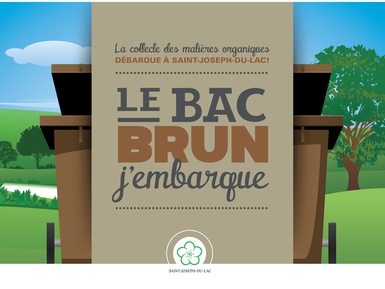 La collecte des matières organiques
DÉBARQUE À SAINT-JOSEPH-DU-LAC!
LE BAC
BRUN
j'embarque
SAINT-JOSEPH-DU-LAC